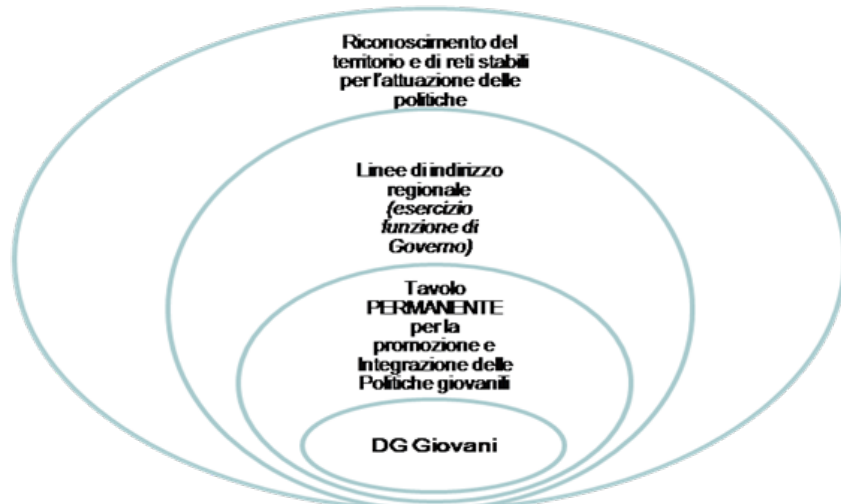 Riconoscimento del
territorio e di reti stabili
per l'attuazione delle
politiche
Linee di indirizzo
regionale
(esercizio
funzione di
Governo)
Tavolo
PERMANENTE
per la
promozione e
Integrazione delle
Politiche giovanili
DG Giovani